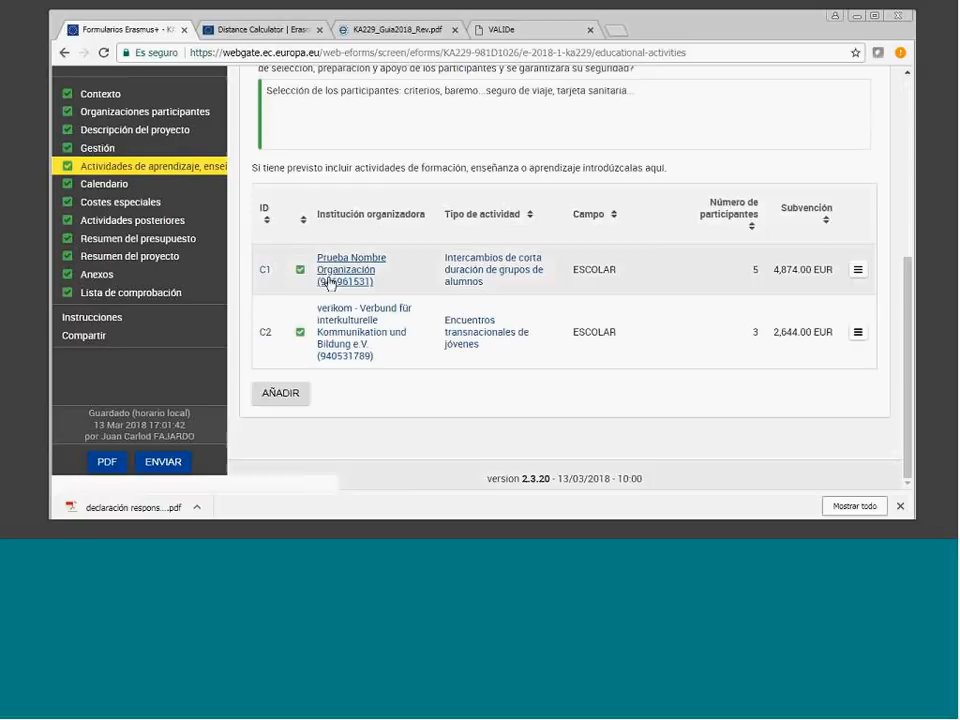 Formularios Erasmus+ - K
Distance Calculator | Erasm
KA229_Guia2018_Rev.pdf
VALIDe
Es seguro
https://webgate.ec.europa.eu/web-eforms/screen/eforms/KA229-981D1026/e-2018-1-ka229/educational-activities
Contexto
Organizaciones participantes
Descripción del proyecto
Gestión
Actividades de aprendizaje, ense
Calendario
Costes especiales
Actividades posteriores
Resumen del presupuesto
Resumen del proyecto
Anexos
Lista de comprobación
Instrucciones
Compartir
Guardado (horario local)
13 Mar 2018 17:01:42
por Juan Carlod FAJARDO
PDF
ENVIAR
de selección, preparación y apoyo de los participantes y se garantizará su seguridad?
Selección de los participantes: criterios, baremo...seguro de viaje, tarjeta sanitaria...
Si tiene previsto incluir actividades de formación, enseñanza o aprendizaje introdúzcalas aquí.
ID
Institución organizadora
Tipo de actividad
Campo
Número de
participantes
Subvención
C1
Prueba Nombre
Organización
Intercambios de corta
duración de grupos de
alumnos
ESCOLAR
5
4,874.00 EUR
C2
verikom - Verbund für
interkulturelle
Kommunikation und
Bildung e.V.
(940531789)
Encuentros
transnacionales de
jóvenes
ESCOLAR
3
2,644.00 EUR
AÑADIR
version 2.3.20 - 13/03/2018 - 10:00
declaración respons....pdf
Mostrar todo